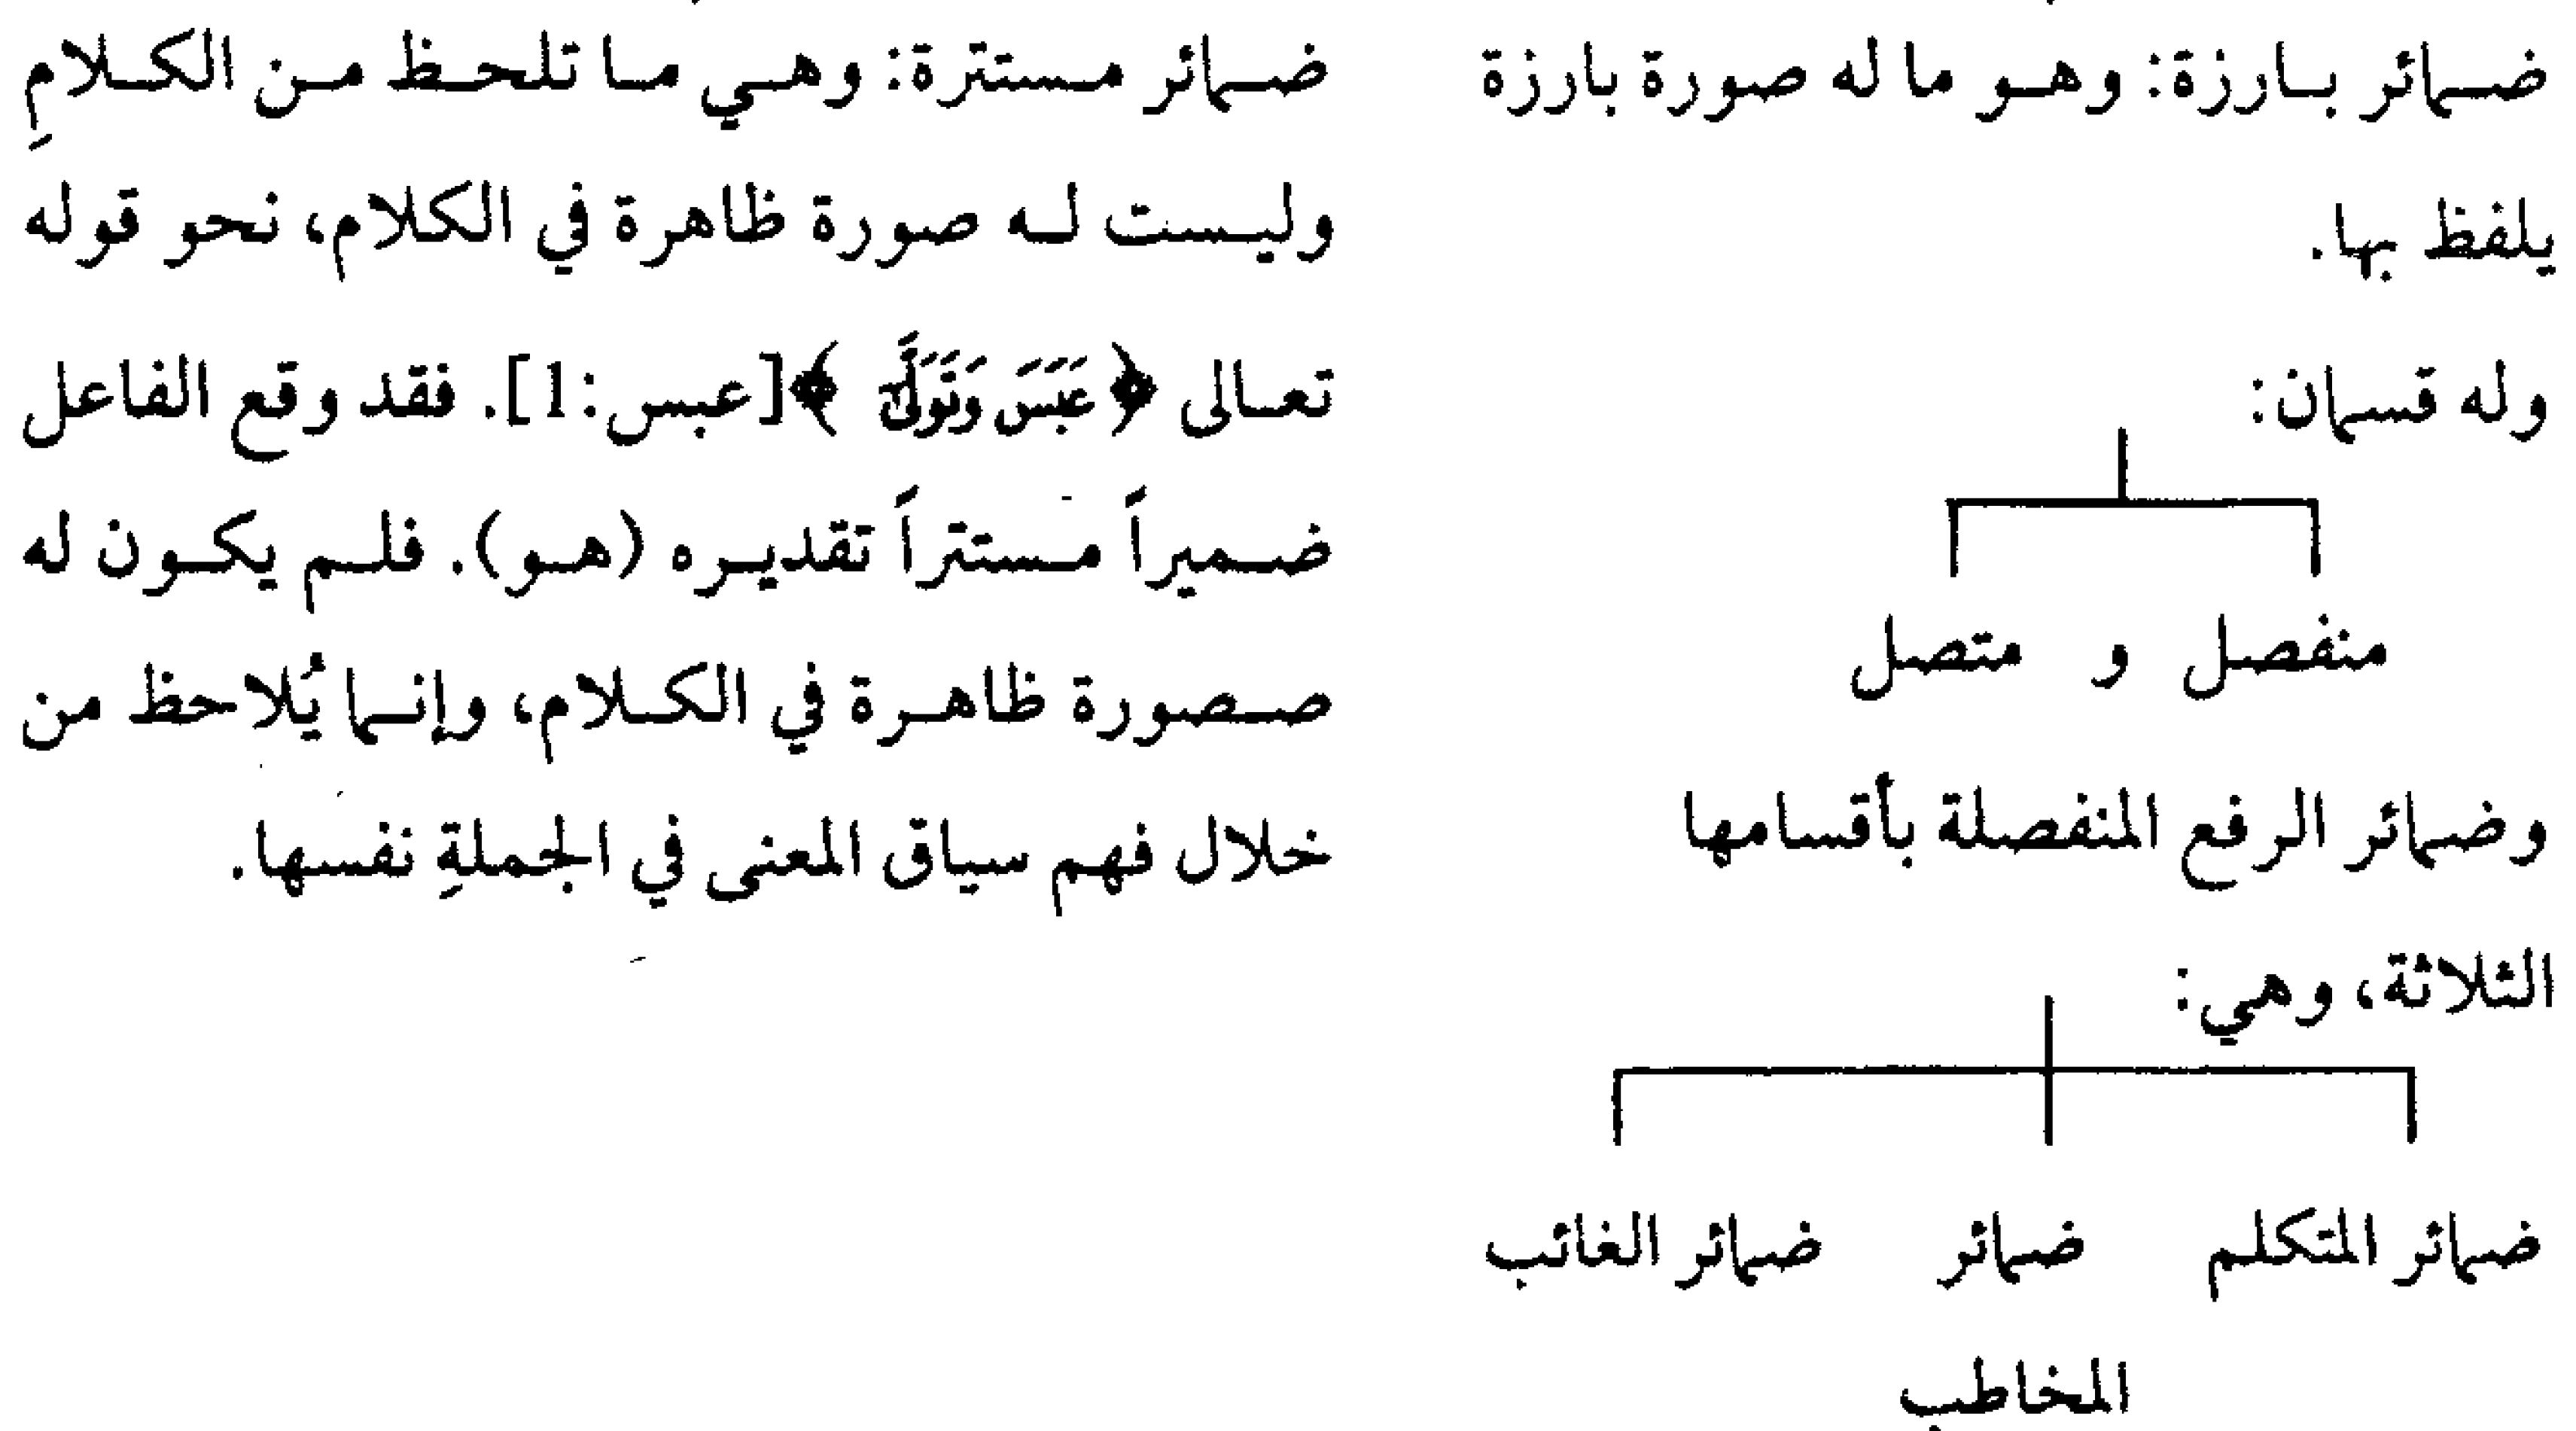 ضمائر بارزة: وهو ما له صورة بارزة
يلفظ بها.
وله قسمان:
منفصل و متصل
وضمائر الرفع المنفصلة بأقسامها
الثلاثة، وهي:
ضمائر المتكلم ضمائر ضمائر الغائب
المخاطب
ضمائر مستترة: وهي ما تلحظ من الكلامِ
وليست له صورة ظاهرة في الكلام، نحو قوله
تعالى ﴿عَبَسَ وَتَوَلَّىٰ ﴾[عبس:1]. فقد وقع الفاعل
ضميراً مستتراً تقديره (هو). فلم يكون له
صصورة ظاهرة في الكلام، وإنما يُلاحظ من
خلال فهم سياق المعنى في الجملةِ نفسها.